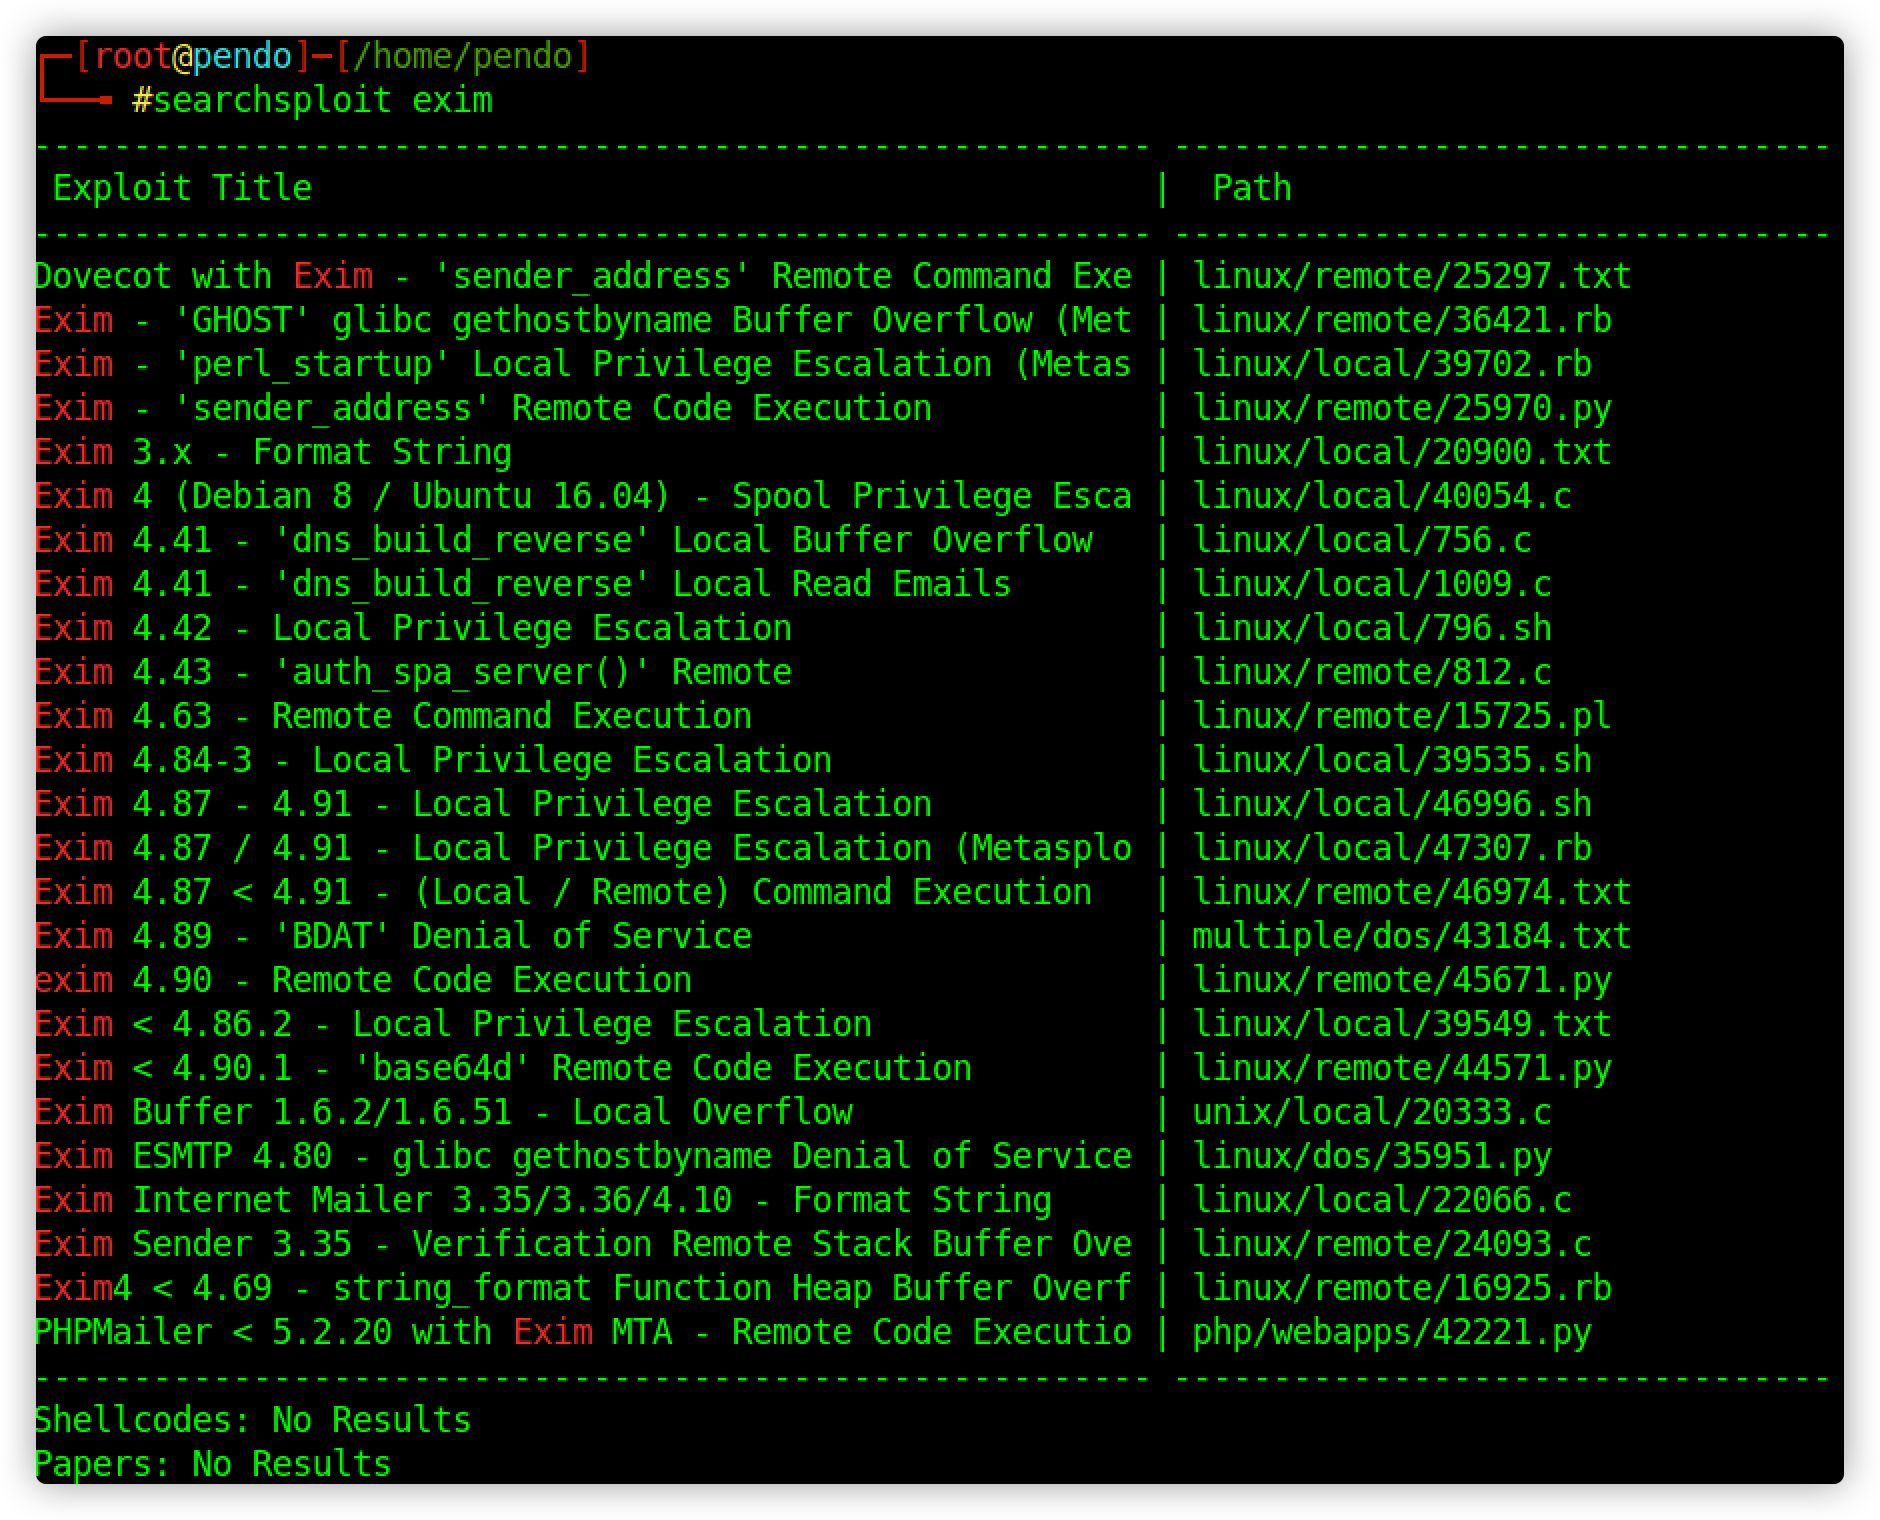 [root@pendo]-[/home/pendo]
#searchsploit exim
------------------------------------------------------- ---------------------------------
Exploit Title | Path
------------------------------------------------------- ---------------------------------
Dovecot with Exim - 'sender_address' Remote Command Exe | linux/remote/25297.txt
Exim - 'GHOST' glibc gethostbyname Buffer Overflow (Met | linux/remote/36421.rb
Exim - 'perl_startup' Local Privilege Escalation (Metas | linux/local/39702.rb
Exim - 'sender_address' Remote Code Execution | linux/remote/25970.py
Exim 3.x - Format String | linux/local/20900.txt
Exim 4 (Debian 8 / Ubuntu 16.04) - Spool Privilege Esca | linux/local/40054.c
Exim 4.41 - 'dns_build_reverse' Local Buffer Overflow | linux/local/756.c
Exim 4.41 - 'dns_build_reverse' Local Read Emails | linux/local/1009.c
Exim 4.42 - Local Privilege Escalation | linux/local/796.sh
Exim 4.43 - 'auth_spa_server()' Remote | linux/remote/812.c
Exim 4.63 - Remote Command Execution | linux/remote/15725.pl
Exim 4.84-3 - Local Privilege Escalation | linux/local/39535.sh
Exim 4.87 - 4.91 - Local Privilege Escalation | linux/local/46996.sh
Exim 4.87 / 4.91 - Local Privilege Escalation (Metasplo | linux/local/47307.rb
Exim 4.87 < 4.91 - (Local / Remote) Command Execution | linux/remote/46974.txt
Exim 4.89 - 'BDAT' Denial of Service | multiple/dos/43184.txt
exim 4.90 - Remote Code Execution | linux/remote/45671.py
Exim < 4.86.2 - Local Privilege Escalation | linux/local/39549.txt
Exim < 4.90.1 - 'base64d' Remote Code Execution | linux/remote/44571.py
Exim Buffer 1.6.2/1.6.51 - Local Overflow | unix/local/20333.c
Exim ESMTP 4.80 - glibc gethostbyname Denial of Service | linux/dos/35951.py
Exim Internet Mailer 3.35/3.36/4.10 - Format String | linux/local/22066.c
Exim Sender 3.35 - Verification Remote Stack Buffer Ove | linux/remote/24093.c
Exim4 < 4.69 - string_format Function Heap Buffer Overf | linux/remote/16925.rb
PHPMailer < 5.2.20 with Exim MTA - Remote Code Executio | php/webapps/42221.py
------------------------------------------------------- ---------------------------------
Shellcodes: No Results
Papers: No Results